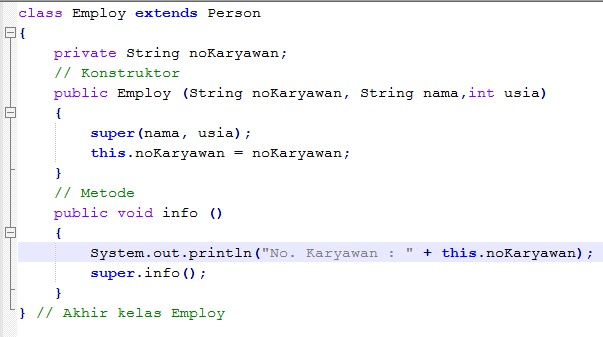 class Employ extends Person
{
    private String noKaryawan;
    // Konstruktor
    public Employ (String noKaryawan, String nama,int usia)
    {
        super(nama, usia);
        this.noKaryawan = noKaryawan;
    }
    // Metode
    public void info ()
    {
        System.out.println("No. Karyawan : " + this.noKaryawan);
        super.info();
    }
} // Akhir kelas Employ